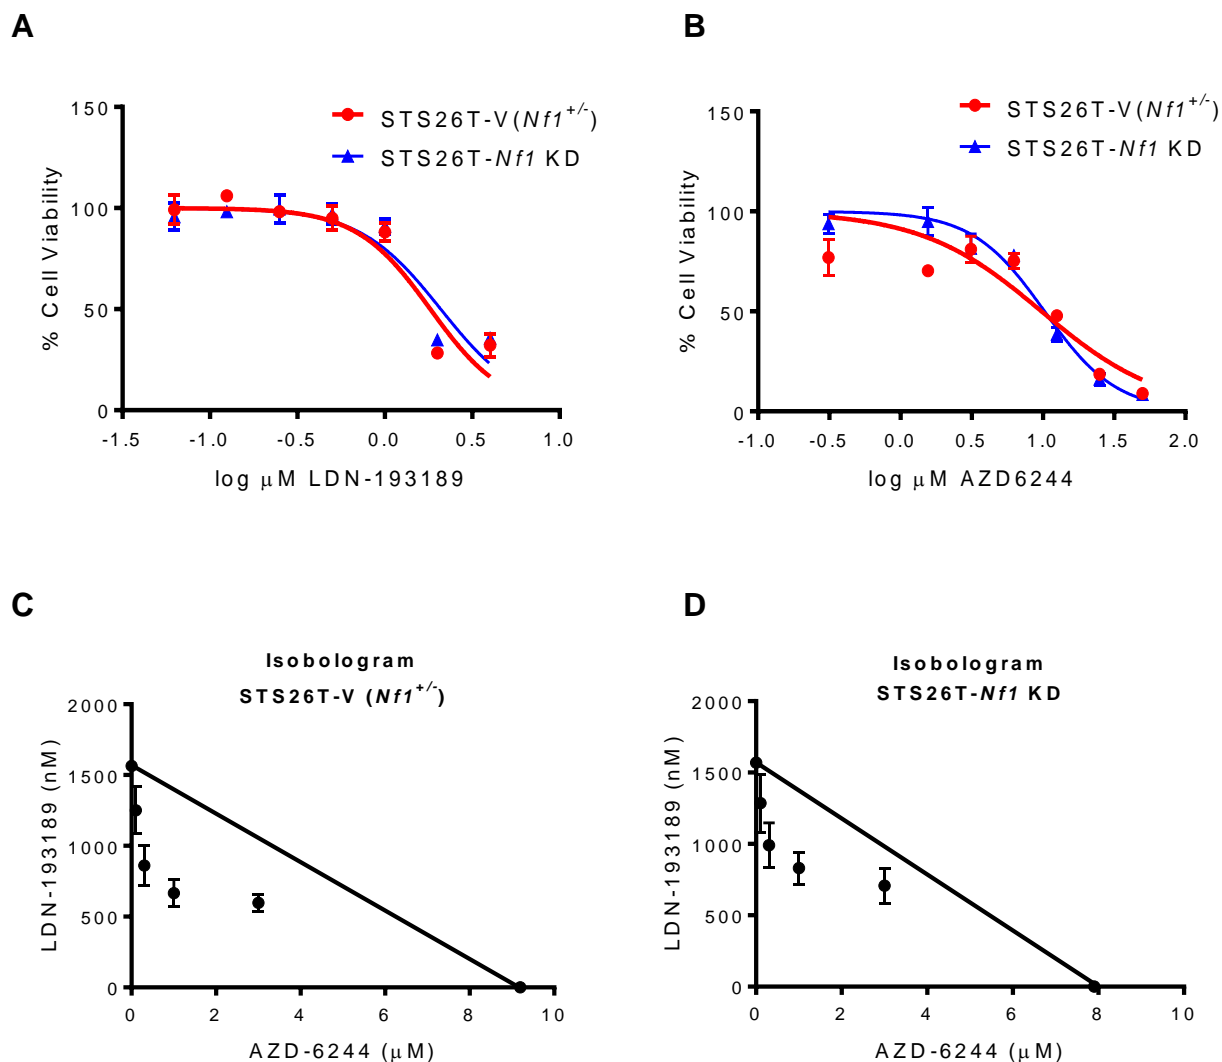 A
STS26T-V(Nf1+/-)
STS26T-Nf1 KD
% Cell Viability
150
100
50
0
-1.5
-1.0
-0.5
0.0
0.5
1.0
log μM LDN-193189
B
STS26T-V(Nf1+/-)
STS26T-Nf1 KD
% Cell Viability
150
100
50
0
-1.0
-0.5
0.0
0.5
1.0
1.5
2.0
log μM AZD6244
C
Isobologram
STS26T-V (Nf1+/-)
LDN-193189 (nM)
2000
1500
1000
500
0
0
2
4
6
8
10
AZD-6244 (μM)
D
Isobologram
STS26T-Nf1 KD
LDN-193189 (nM)
2000
1500
1000
500
0
0
2
4
6
8
10
AZD-6244 (μM)